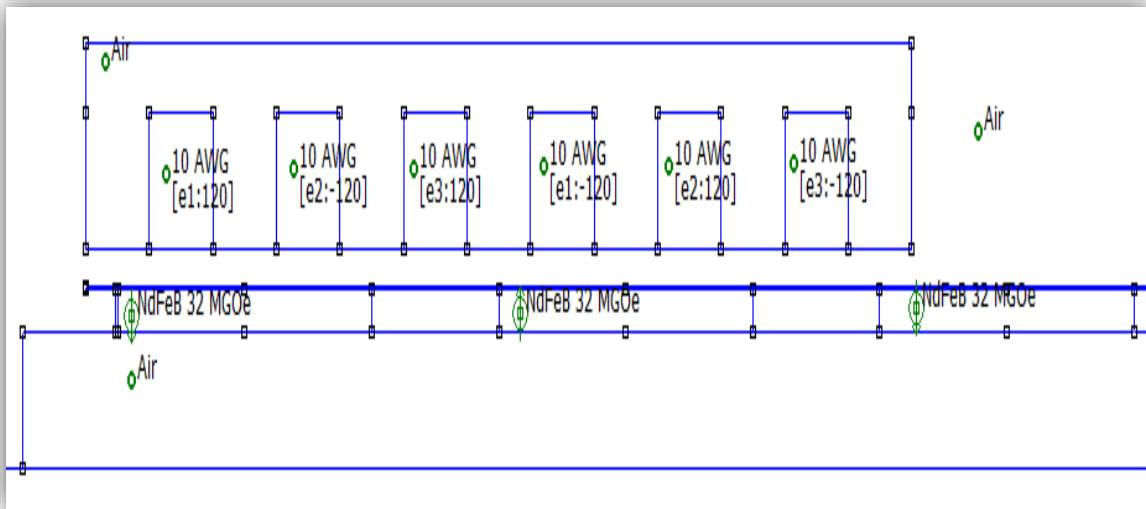 Air
Air
10 AWG
[e1:120]
10 AWG
[e2:-120]
10 AWG
[e3:120]
10 AWG
[e1:-120]
10 AWG
[e2:120]
10 AWG
[e3:-120]
NdFeB 32 MGOe
NdFeB 32 MGOe
NdFeB 32 MGOe
Air